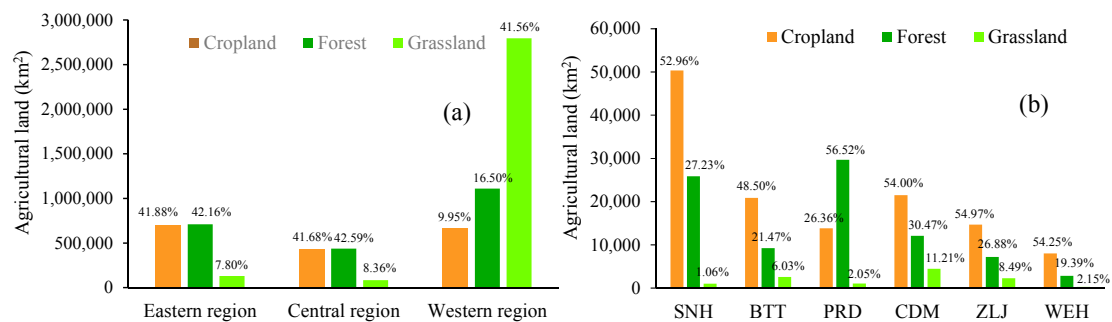 Agricultural land (km²)
3,000,000
2,500,000
2,000,000
1,500,000
1,000,000
500,000
0
Cropland Forest Grassland
(a)
41.88% 42.16% 7.80%
41.68% 42.59% 8.36%
9.95% 16.50% 41.56%
Eastern region Central region Western region
Agricultural land (km²)
60,000
50,000
40,000
30,000
20,000
10,000
0
Cropland Forest Grassland
(b)
52.96% 27.23% 1.06%
48.50% 21.47% 6.03%
26.36% 56.52% 2.05%
54.00% 30.47% 11.21%
54.97% 26.88% 8.49%
54.25% 19.39% 2.15%
SNH BTT PRD CDM ZLJ WEH